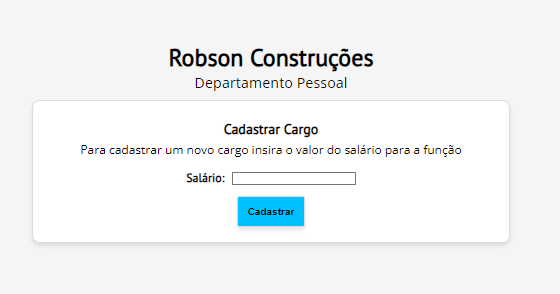 Robson Construções
Departamento Pessoal
Cadastrar Cargo
Para cadastrar um novo cargo insira o valor do salário para a função
Salário:
Cadastrar